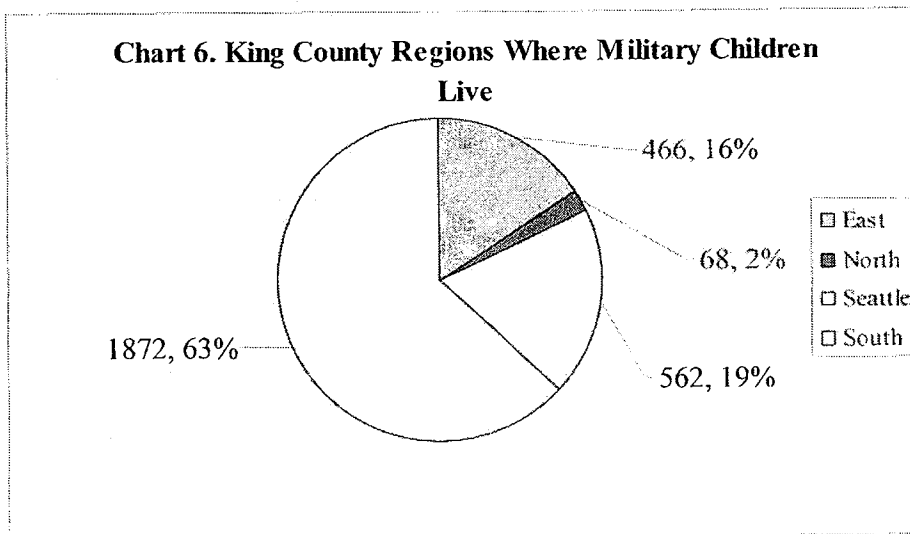 Chart 6. King County Regions Where Military Children
Live
466, 16%
68, 2%
562, 19%
1872, 63%
East
North
Seattle
South